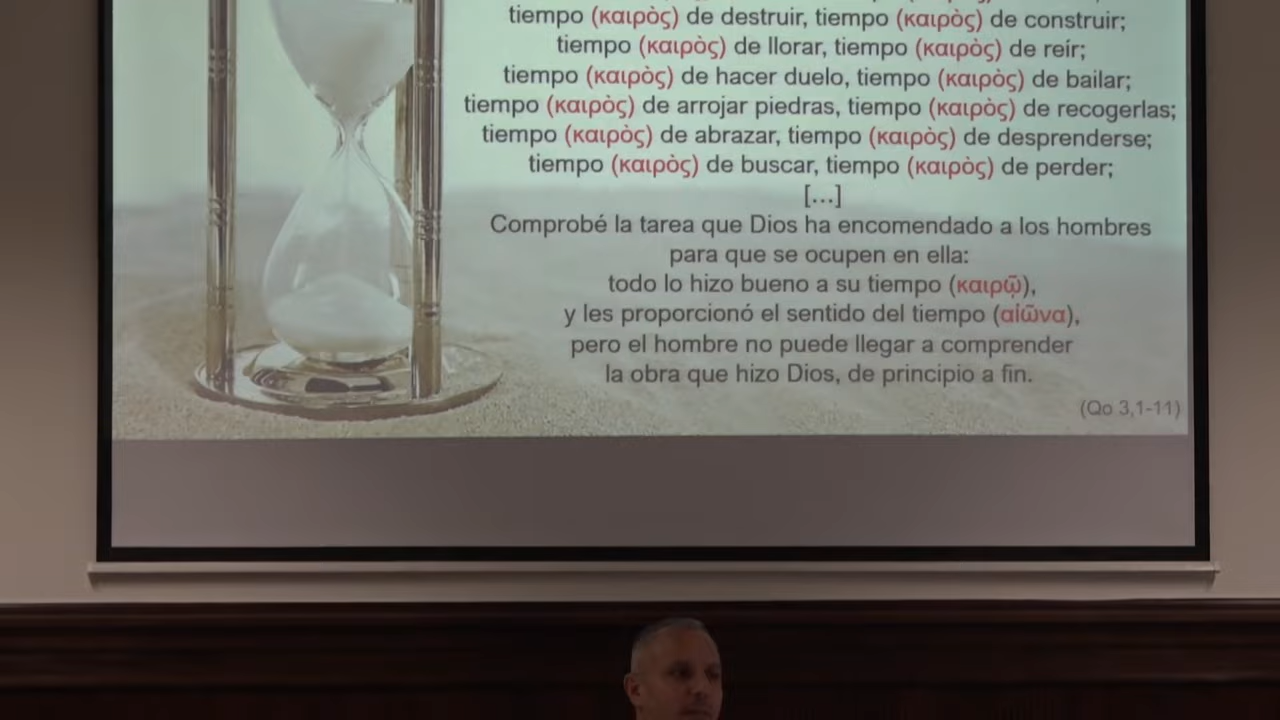 tiempo (καιρὸς) de destruir, tiempo (καιρὸς) de construir;
tiempo (καιρὸς) de llorar, tiempo (καιρὸς) de reír;
tiempo (καιρὸς) de hacer duelo, tiempo (καιρὸς) de bailar;
tiempo (καιρὸς) de arrojar piedras, tiempo (καιρὸς) de recogerlas;
tiempo (καιρὸς) de abrazar, tiempo (καιρὸς) de desprenderse;
tiempo (καιρὸς) de buscar, tiempo (καιρὸς) de perder;
[...]
Comprobé la tarea que Dios ha encomendado a los hombres
para que se ocupen en ella:
todo lo hizo bueno a su tiempo (καιρῷ),
y les proporcionó el sentido del tiempo (αἰῶνα),
pero el hombre no puede llegar a comprender
la obra que hizo Dios, de principio a fin.
(Qo 3,1-11)